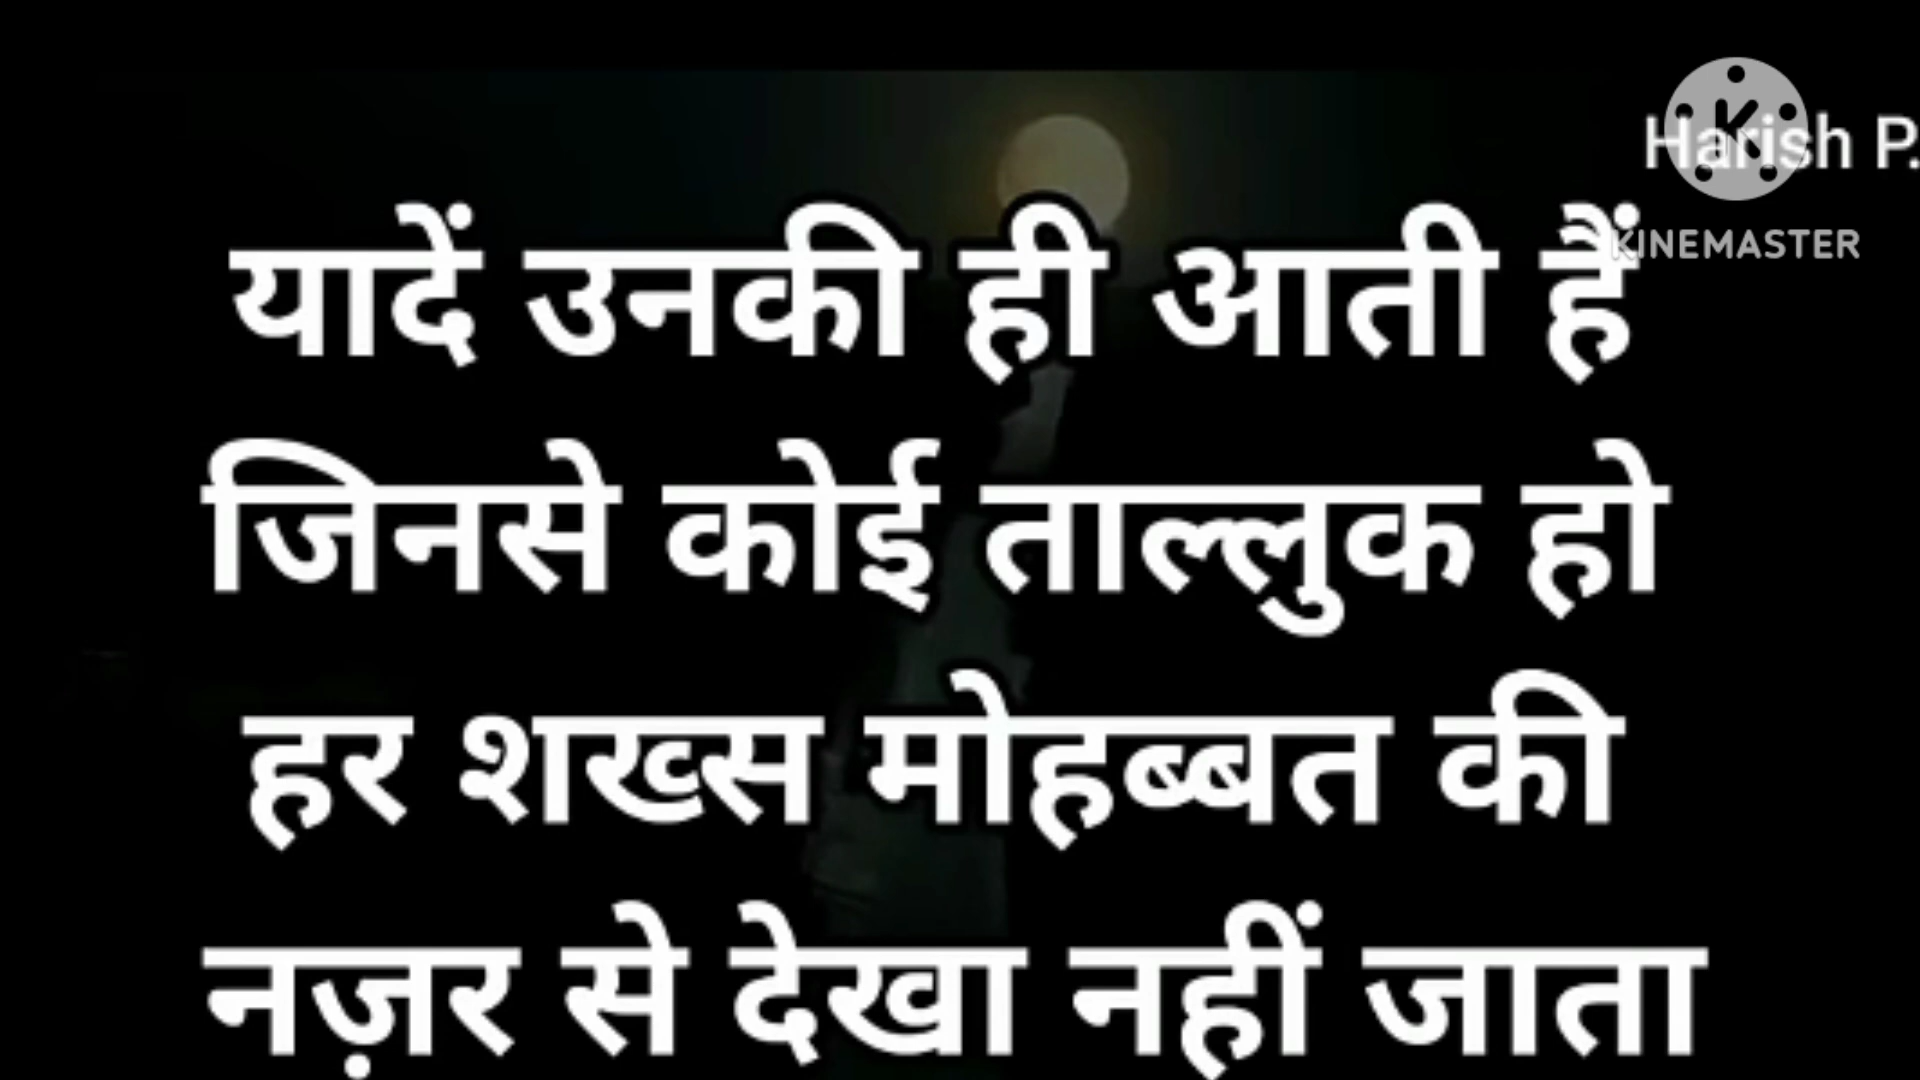 Harish P.
KINEMASTER
यादें उनकी ही आती हैं
जिनसे कोई ताल्लुक हो
हर शख्स मोहब्बत की
नज़र से देखा नहीं जाता